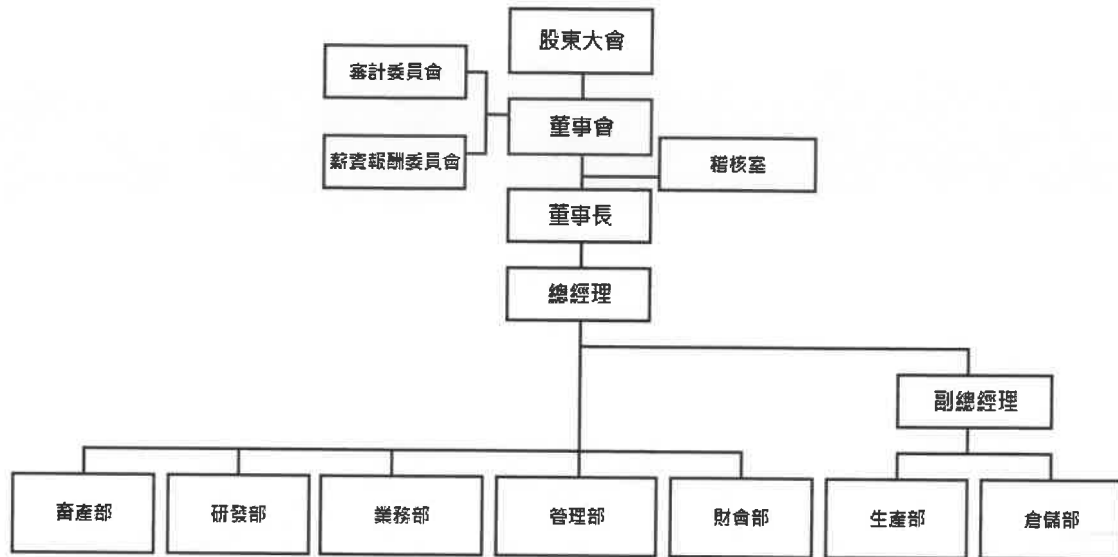 股東大會
審計委員會
董事會
薪資報酬委員會
稽核室
董事長
總經理
副總經理
畜產部
研發部
業務部
管理部
財會部
生產部
倉儲部